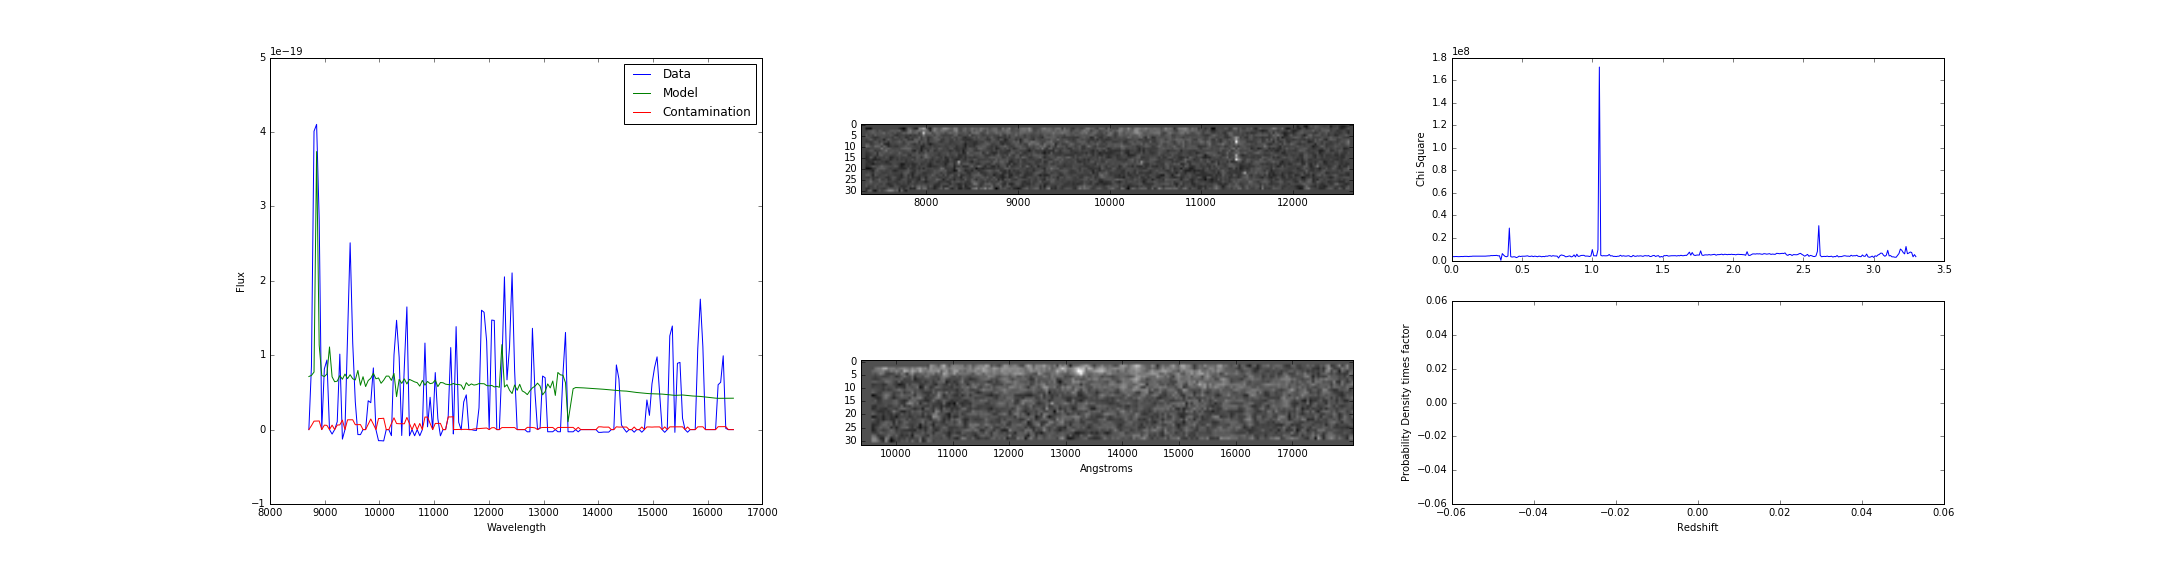 1e−19
5
4
3
2
1
0
−1
Flux
8000 9000 10000 11000 12000 13000 14000 15000 16000 17000
Wavelength
Data
Model
Contamination
0
5
10
15
20
25
30
8000 9000 10000 11000 12000
0
5
10
15
20
25
30
10000 11000 12000 13000 14000 15000 16000 17000
Angstroms
1e8
1.8
1.6
1.4
1.2
1.0
0.8
0.6
0.4
0.2
0.0
Chi Square
0.0 0.5 1.0 1.5 2.0 2.5 3.0 3.5
0.06
0.04
0.02
0.00
−0.02
−0.04
−0.06
Probability Density times factor
−0.06 −0.04 −0.02 0.00 0.02 0.04 0.06
Redshift